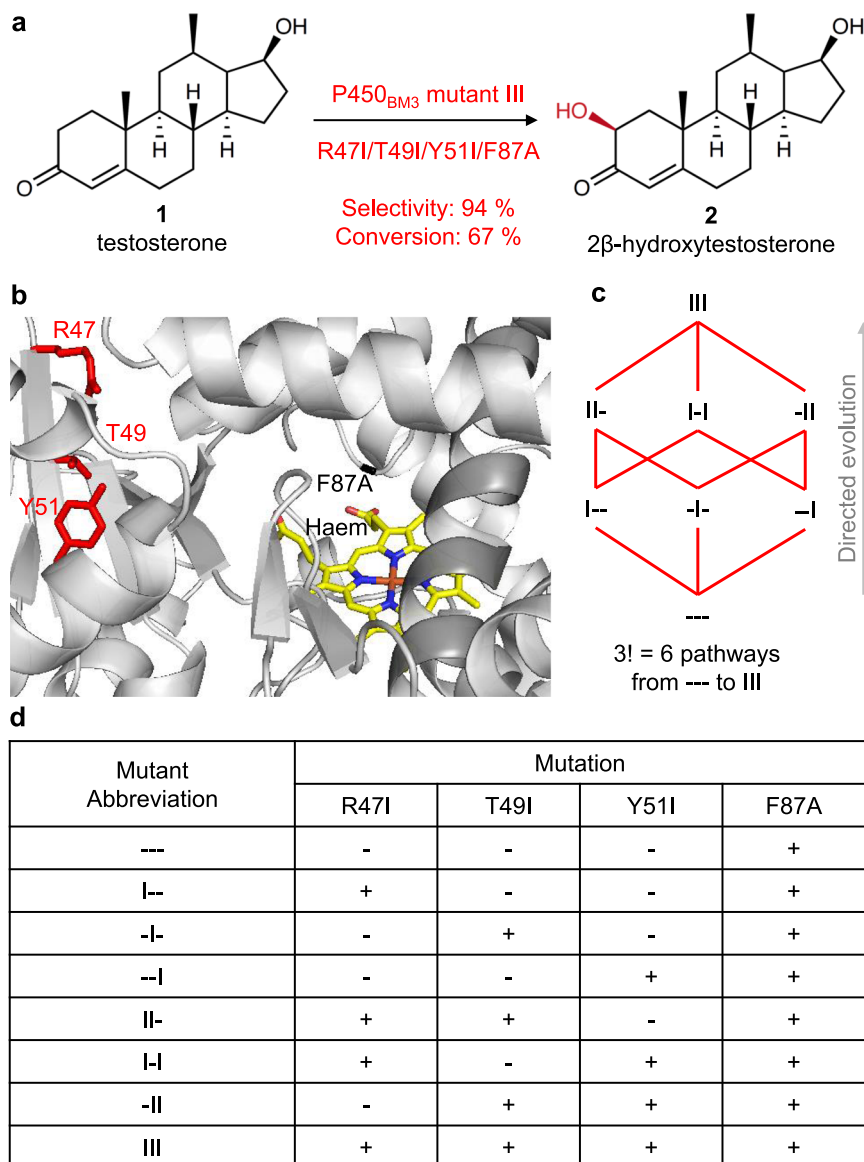 a
OH
H
H
H
O
1
testosterone
P450BM3 mutant III
R47I/T49I/Y51I/F87A
Selectivity: 94 %
Conversion: 67 %
OH
HO
H
H
H
O
2
2β-hydroxytestosterone
b
R47
T49
Y51
F87A
Haem
c
III
II- I-I -II
I-- -I- --I
---
3! = 6 pathways
from --- to III
Directed evolution
d
Mutant Abbreviation Mutation
R47I T49I Y51I F87A
--- - - - +
I-- + - - +
-I- - + - +
--I - - + +
II- + + - +
I-I + - + +
-II - + + +
III + + + +